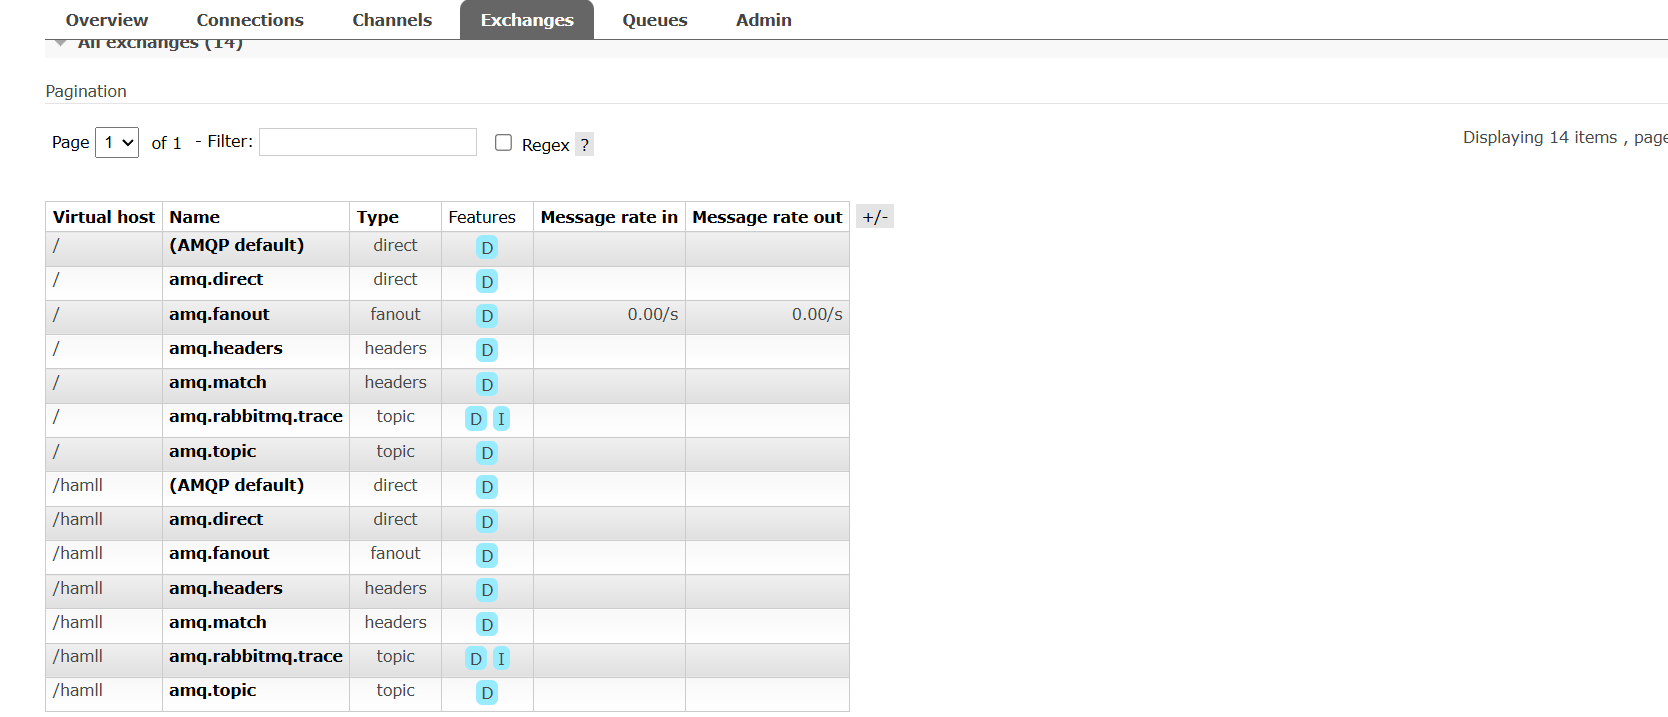 Overview Connections Channels Exchanges Queues Admin
All exchanges (14)
Pagination
Page 1 of 1 - Filter: Regex ? Displaying 14 items , page
Virtual host Name Type Features Message rate in Message rate out +/-
/ (AMQP default) direct D
/ amq.direct direct D
/ amq.fanout fanout D 0.00/s 0.00/s
/ amq.headers headers D
/ amq.match headers D
/ amq.rabbitmq.trace topic D I
/ amq.topic topic D
/hamll (AMQP default) direct D
/hamll amq.direct direct D
/hamll amq.fanout fanout D
/hamll amq.headers headers D
/hamll amq.match headers D
/hamll amq.rabbitmq.trace topic D I
/hamll amq.topic topic D